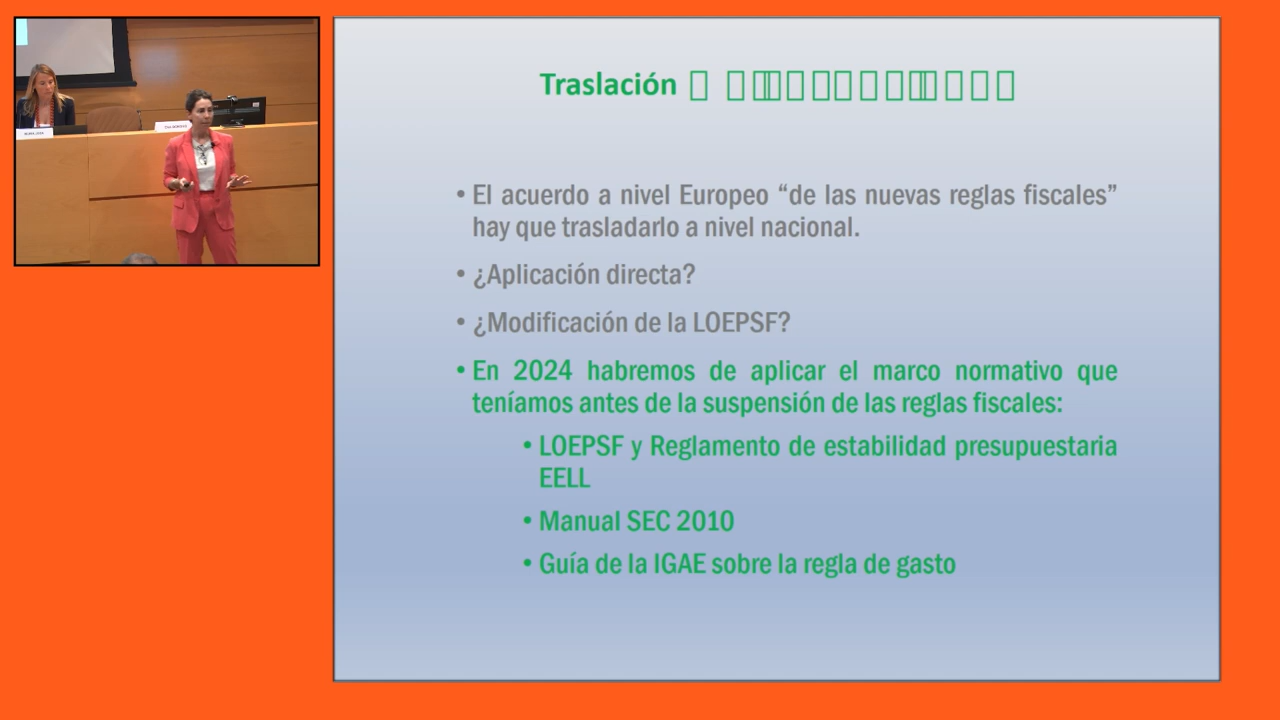 Traslación
• El acuerdo a nivel Europeo “de las nuevas reglas fiscales”
hay que trasladarlo a nivel nacional.
• ¿Aplicación directa?
• ¿Modificación de la LOEPSF?
• En 2024 habremos de aplicar el marco normativo que
teníamos antes de la suspensión de las reglas fiscales:
• LOEPSF y Reglamento de estabilidad presupuestaria
EELL
• Manual SEC 2010
• Guía de la IGAE sobre la regla de gasto